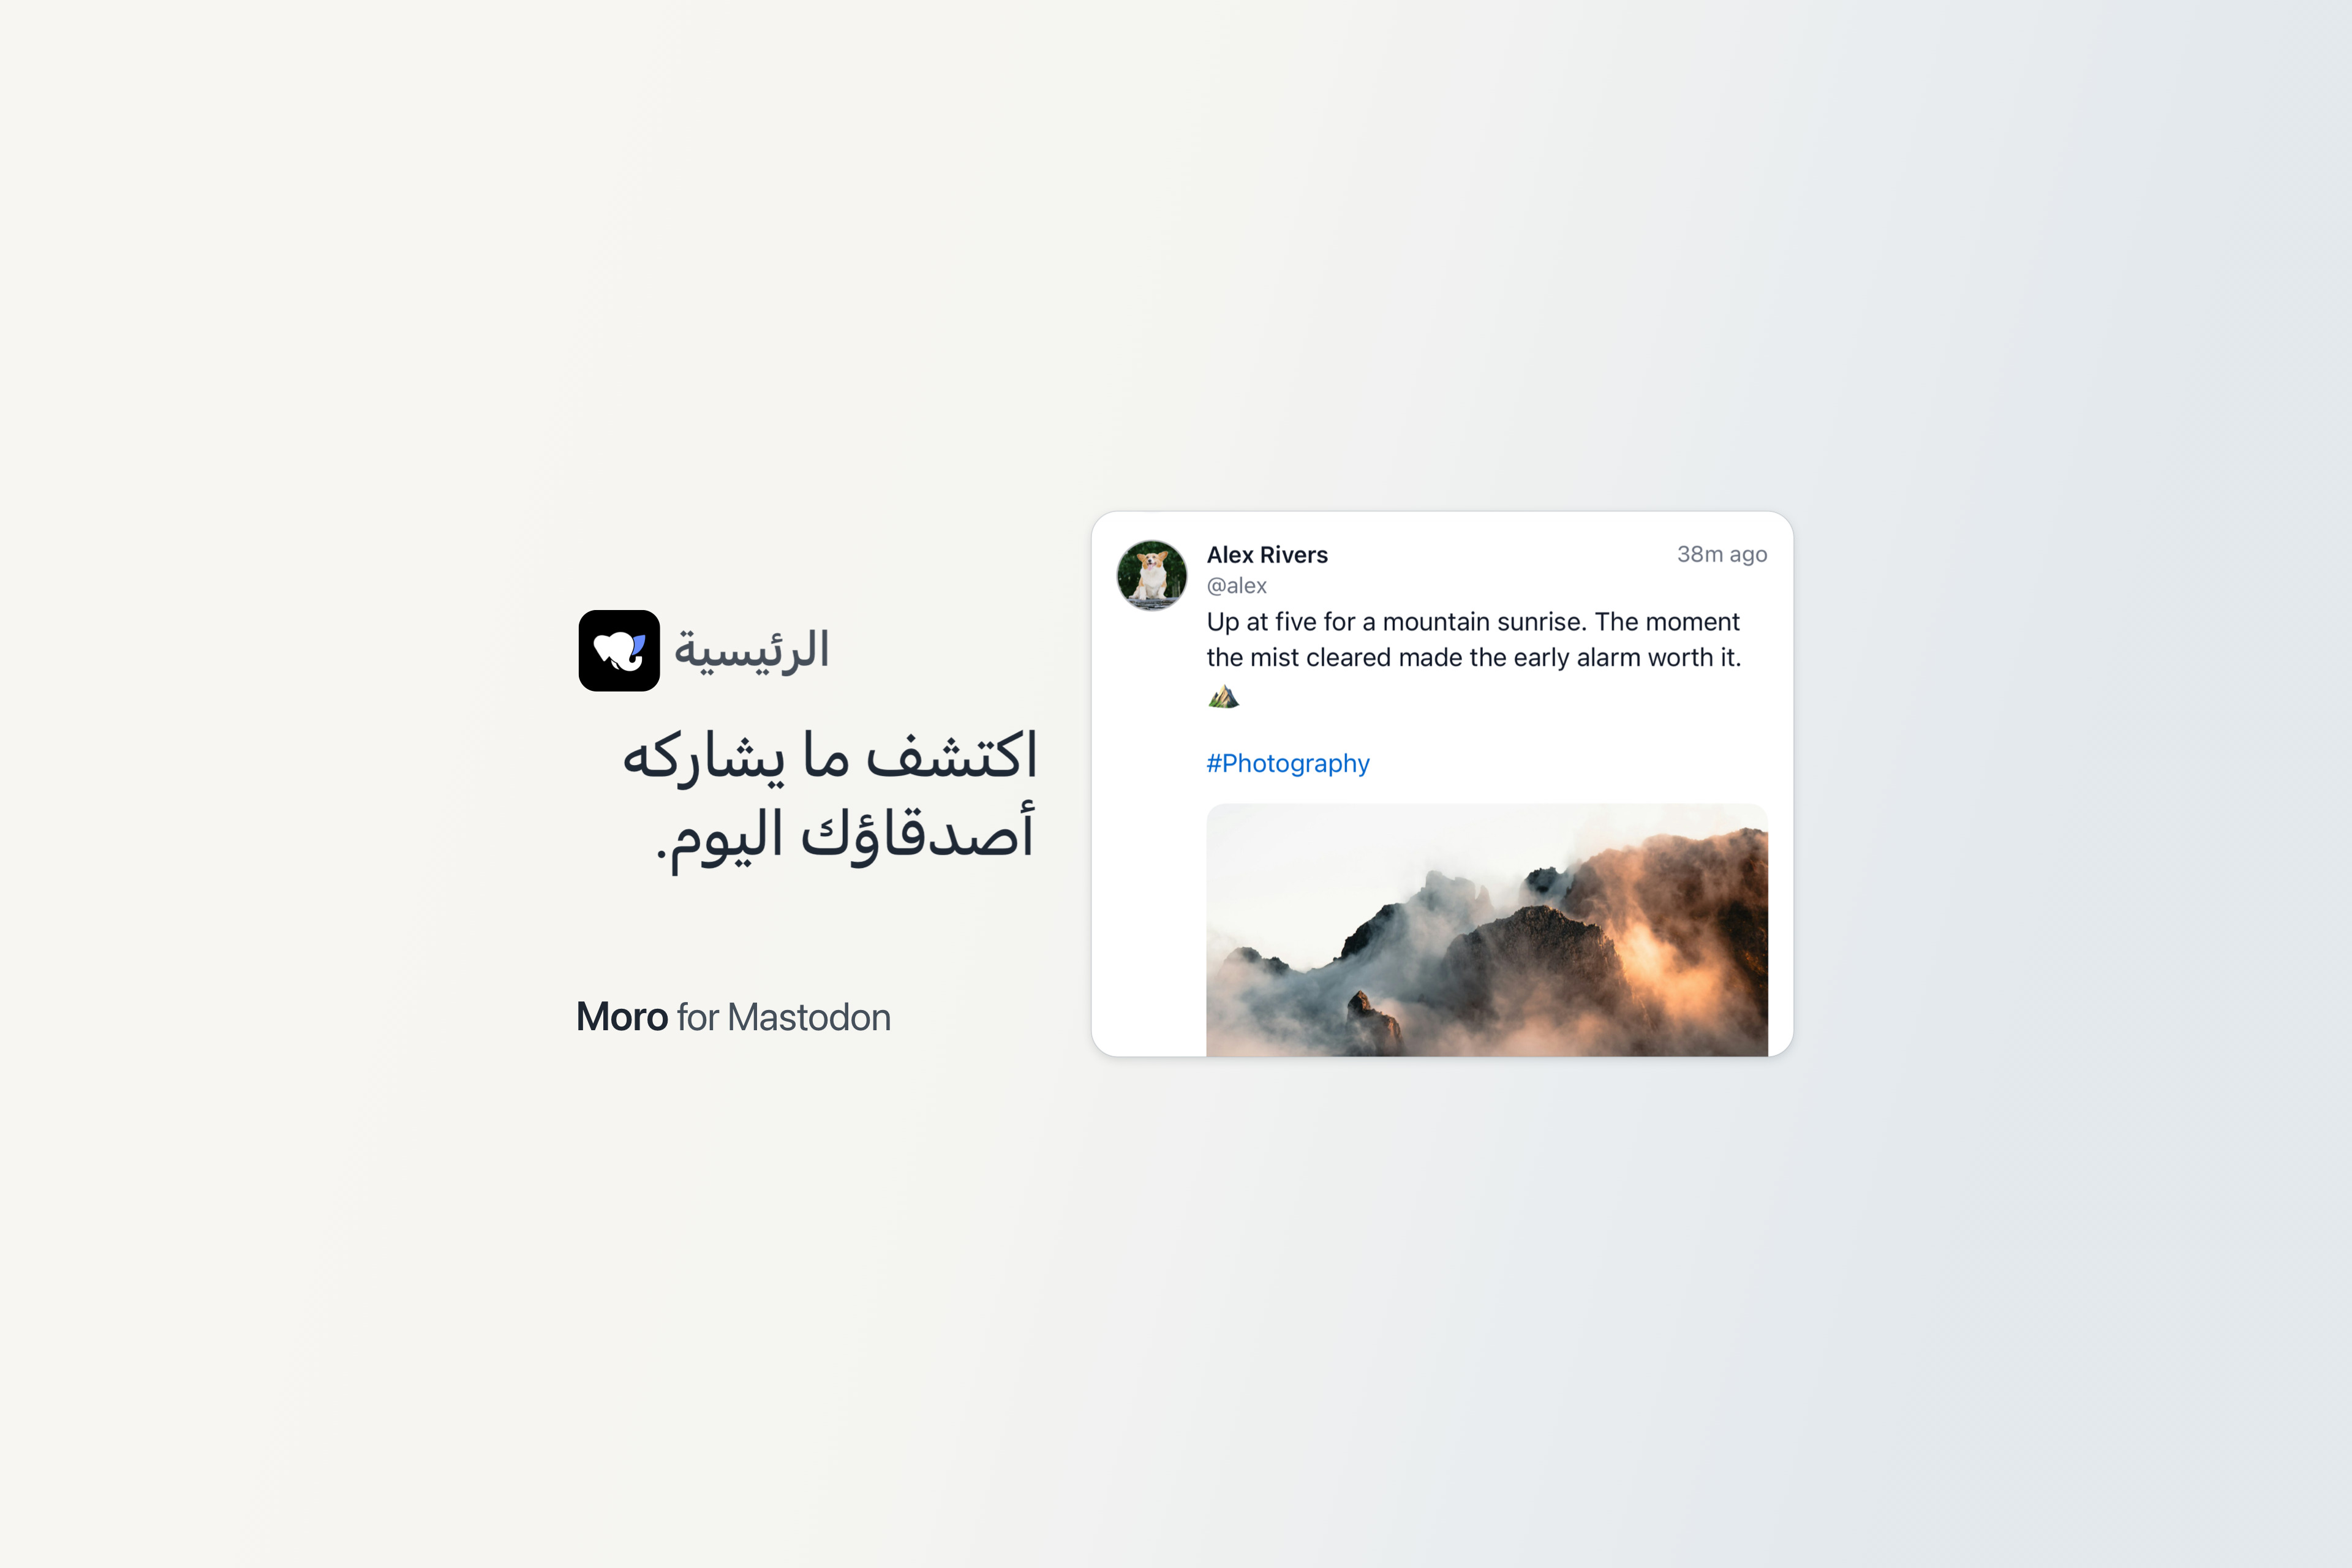 الرئيسية
اكتشف ما يشاركه
أصدقاؤك اليوم.
Moro for Mastodon
Alex Rivers
38m ago
@alex
Up at five for a mountain sunrise. The moment
the mist cleared made the early alarm worth it.
⛰️
#Photography